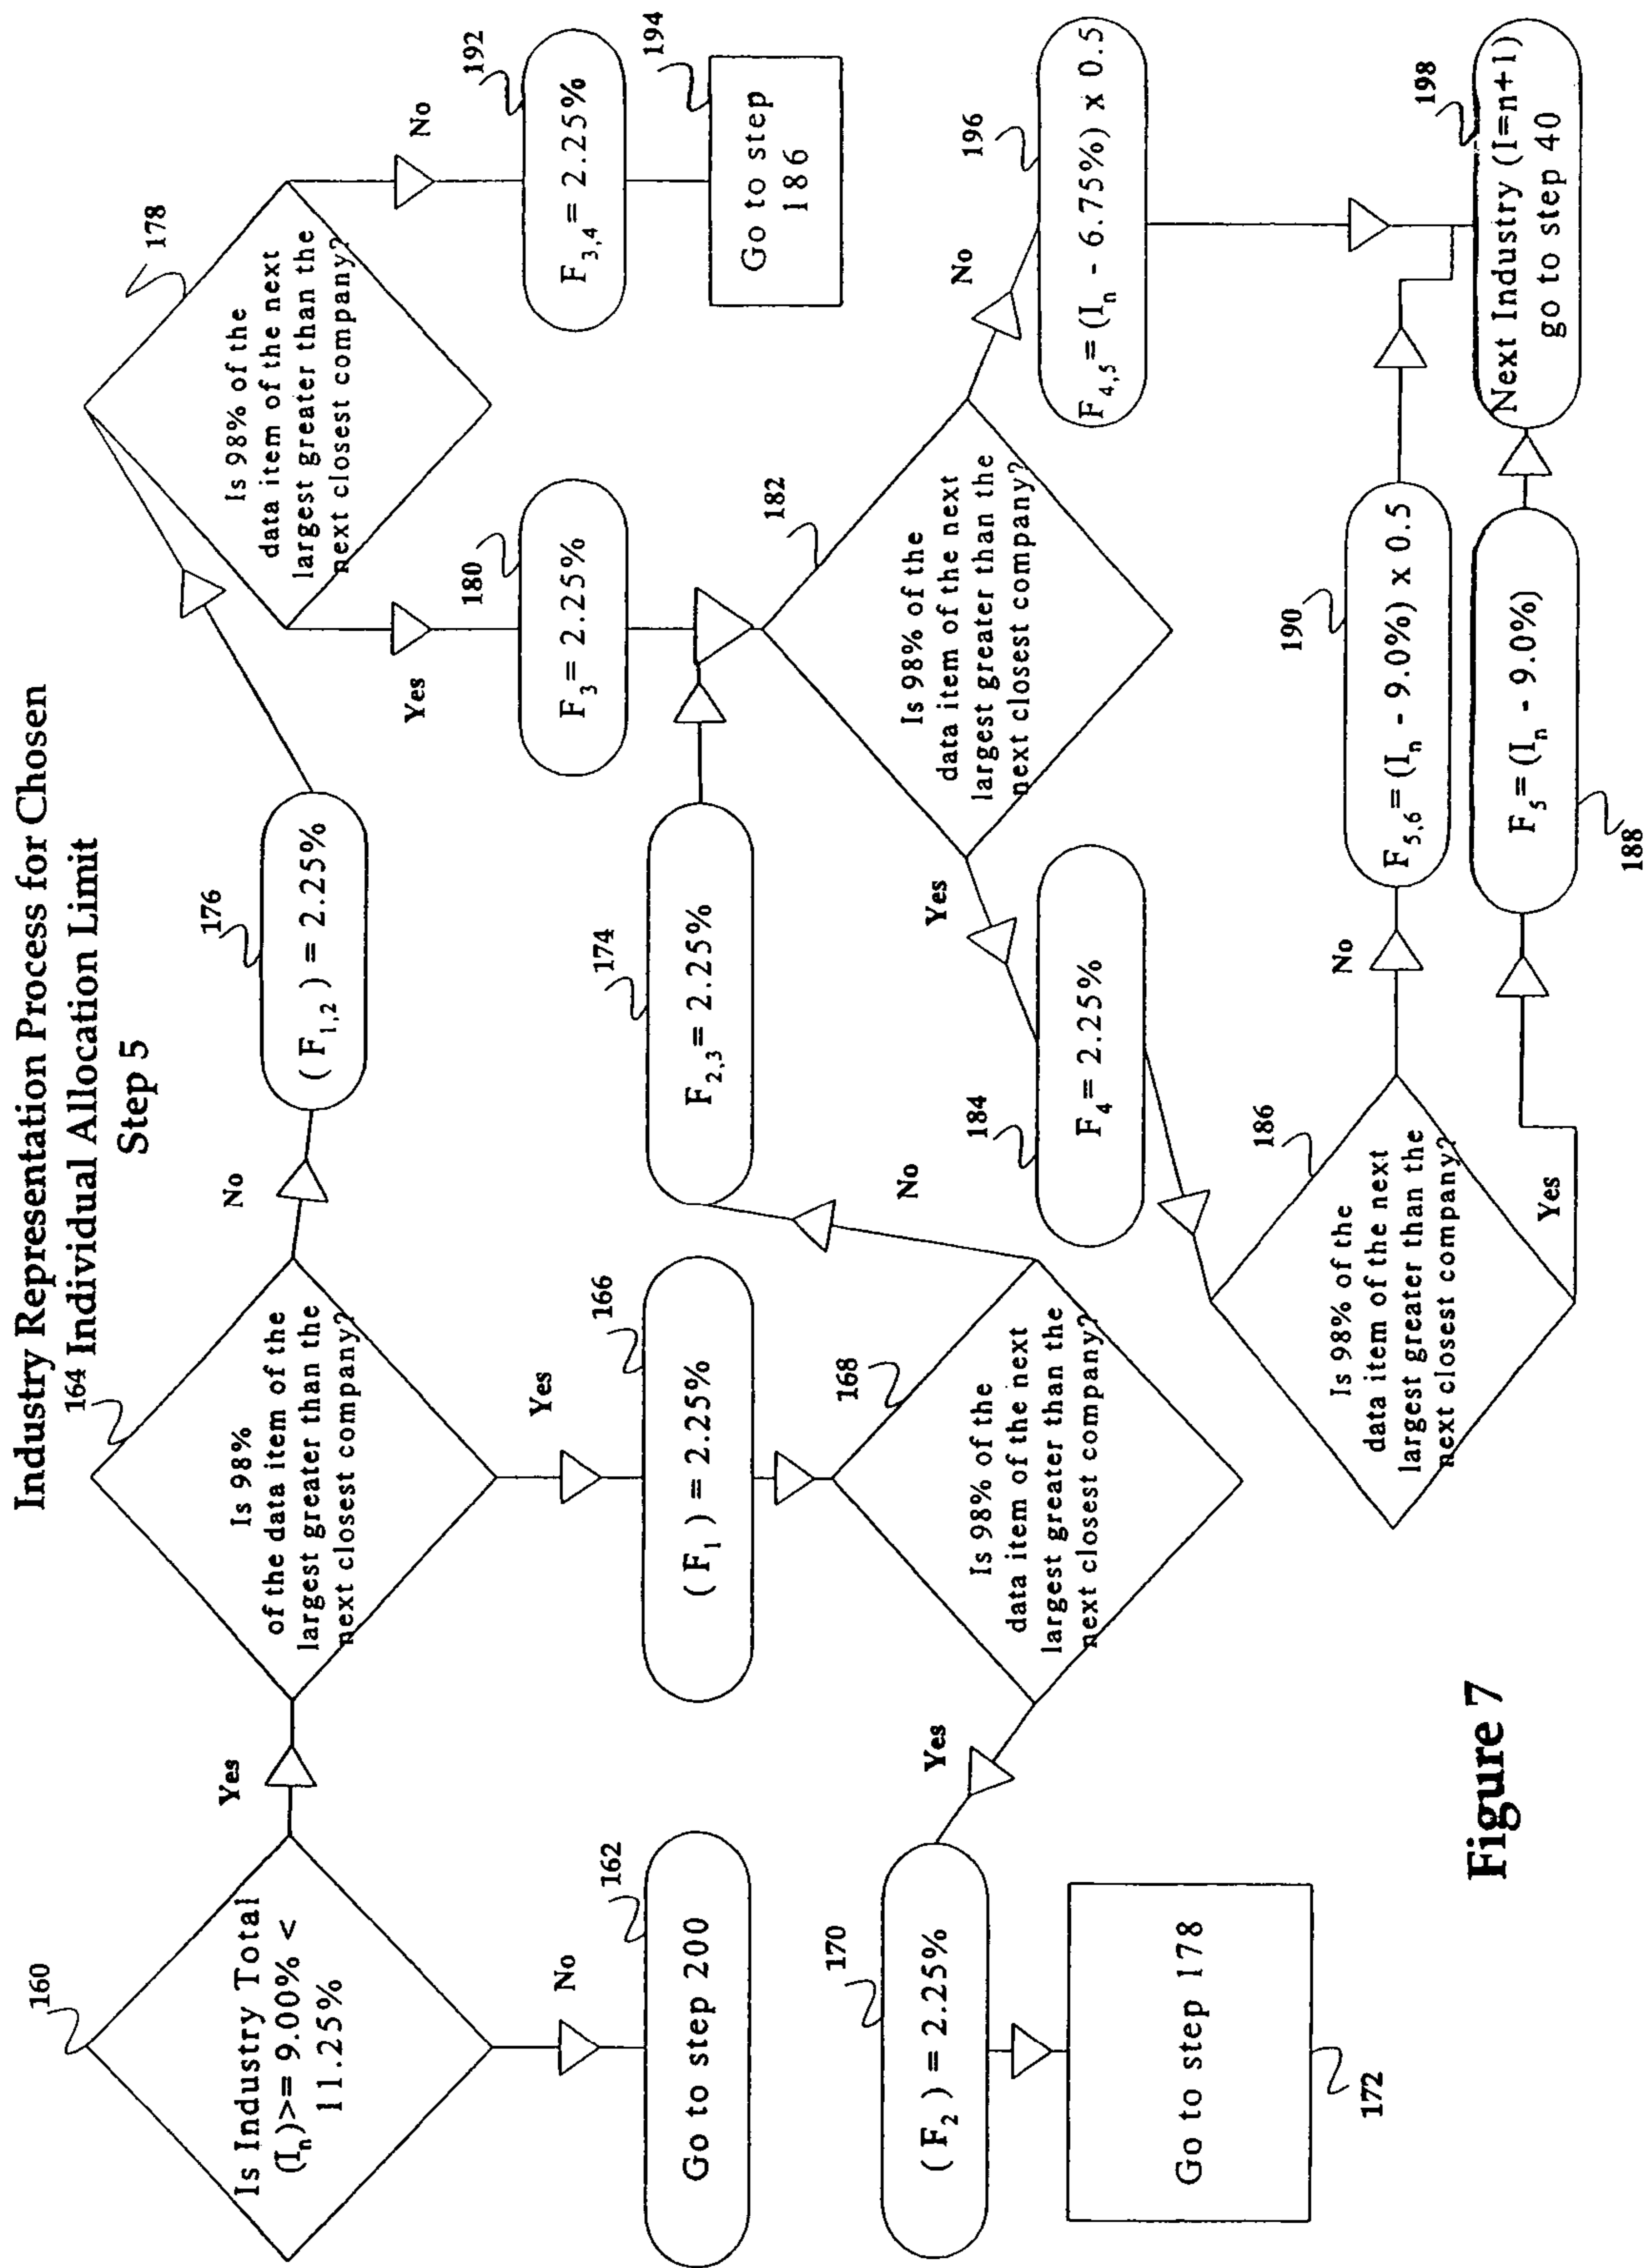 Industry Representation Process for Chosen
Individual Allocation Limit
Step 5
160
Is Industry Total
(Iₙ)>= 9.00% <
11.25%
Yes
No
162
Go to step 200
164
Is 98%
of the data item of the
largest greater than the
next closest company?
No
Yes
166
( F₁ ) = 2.25%
168
Is 98% of the
data item of the next
largest greater than the
next closest company?
Yes
No
170
( F₂ ) = 2.25%
Go to step 178
172
174
F₂,₃ = 2.25%
176
( F₁,₂ ) = 2.25%
178
Is 98% of the
data item of the next
largest greater than the
next closest company?
Yes
No
180
F₃ = 2.25%
192
F₃,₄ = 2.25%
194
Go to step
186
182
Is 98% of the
data item of the next
largest greater than the
next closest company?
Yes
No
184
F₄ = 2.25%
196
F₄,₅ = (Iₙ - 6.75%) x 0.5
186
Is 98% of the
data item of the next
largest greater than the
next closest company?
No
Yes
190
F₅,₆ = (Iₙ - 9.0%) x 0.5
F₅ = (Iₙ - 9.0%)
188
198
Next Industry (I=n+1)
go to step 40
Figure 7